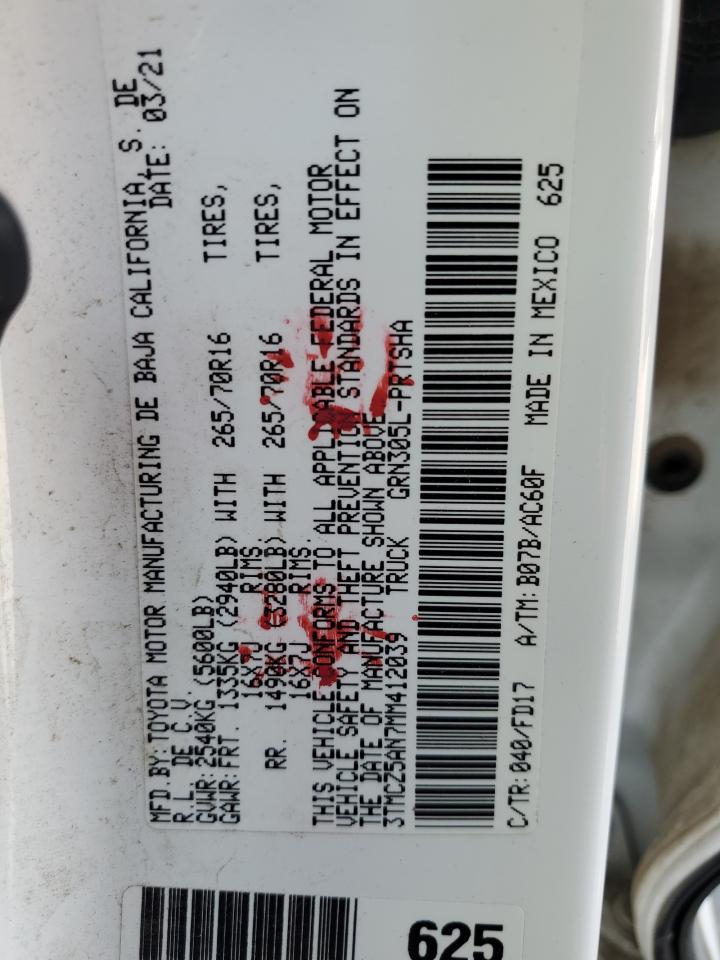 MFD.BY:TOYOTA MOTOR MANUFACTURING DE BAJA CALIFORNIA, S. DE
R.L. DE C.V. DATE: 03/21
GVWR:2540KG (5600LB)
GAWR:FRT. 1335KG (2940LB) WITH 265/70R16 TIRES,
16X7J RIMS
RR. 1490KG (3280LB) WITH 265/70R16 TIRES,
16X7J RIMS
THIS VEHICLE CONFORMS TO ALL APPLICABLE FEDERAL MOTOR
VEHICLE SAFETY AND THEFT PREVENTION STANDARDS IN EFFECT ON
THE DATE OF MANUFACTURE SHOWN ABOVE.
3TMCZ5AN7MM412039 TRUCK GRN305L-PRTSHA
C/TR:040/FD17 A/TM:B07B/AC60F MADE IN MEXICO 625
625